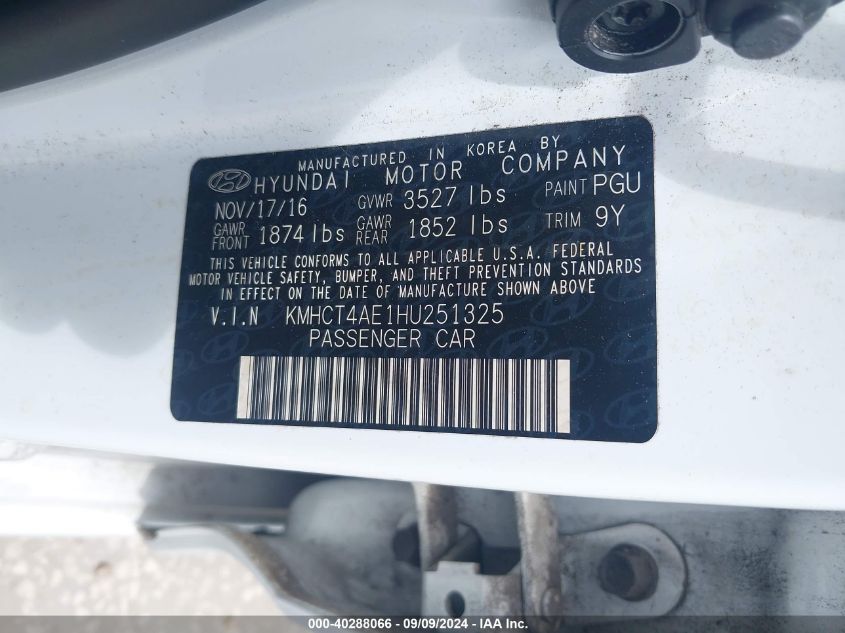 MANUFACTURED IN KOREA BY
HYUNDAI MOTOR COMPANY
NOV/17/16 GVWR 3527 lbs PAINT PGU
GAWR FRONT 1874 lbs GAWR REAR 1852 lbs TRIM 9Y
THIS VEHICLE CONFORMS TO ALL APPLICABLE U.S.A. FEDERAL
MOTOR VEHICLE SAFETY, BUMPER, AND THEFT PREVENTION STANDARDS
IN EFFECT ON THE DATE OF MANUFACTURE SHOWN ABOVE
V.I.N KMHCT4AE1HU251325
PASSENGER CAR
000-40288066 - 09/09/2024 - IAA Inc.